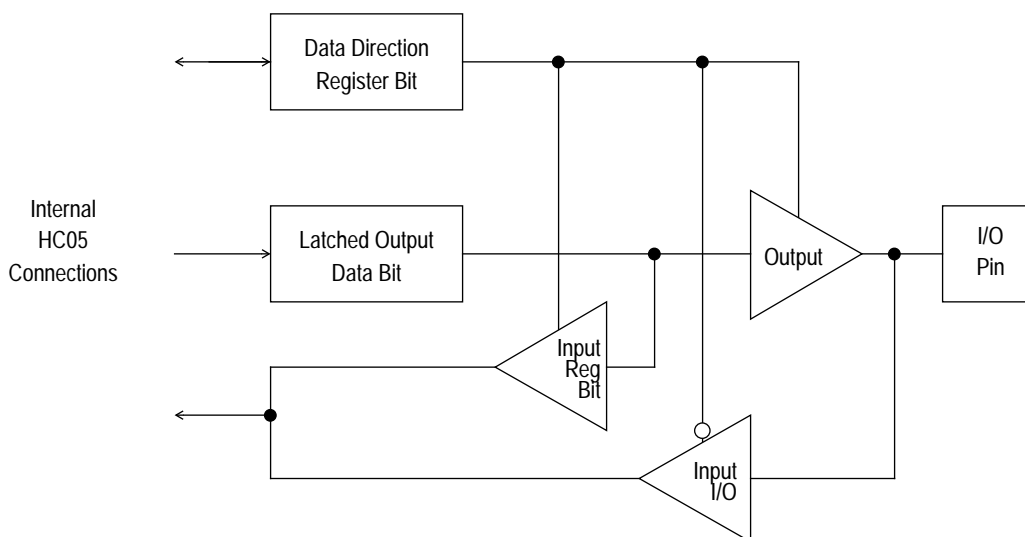 Data Direction
Register Bit
Internal
HC05
Connections
Latched Output
Data Bit
Output
I/O
Pin
Input
Reg
Bit
Input
I/O